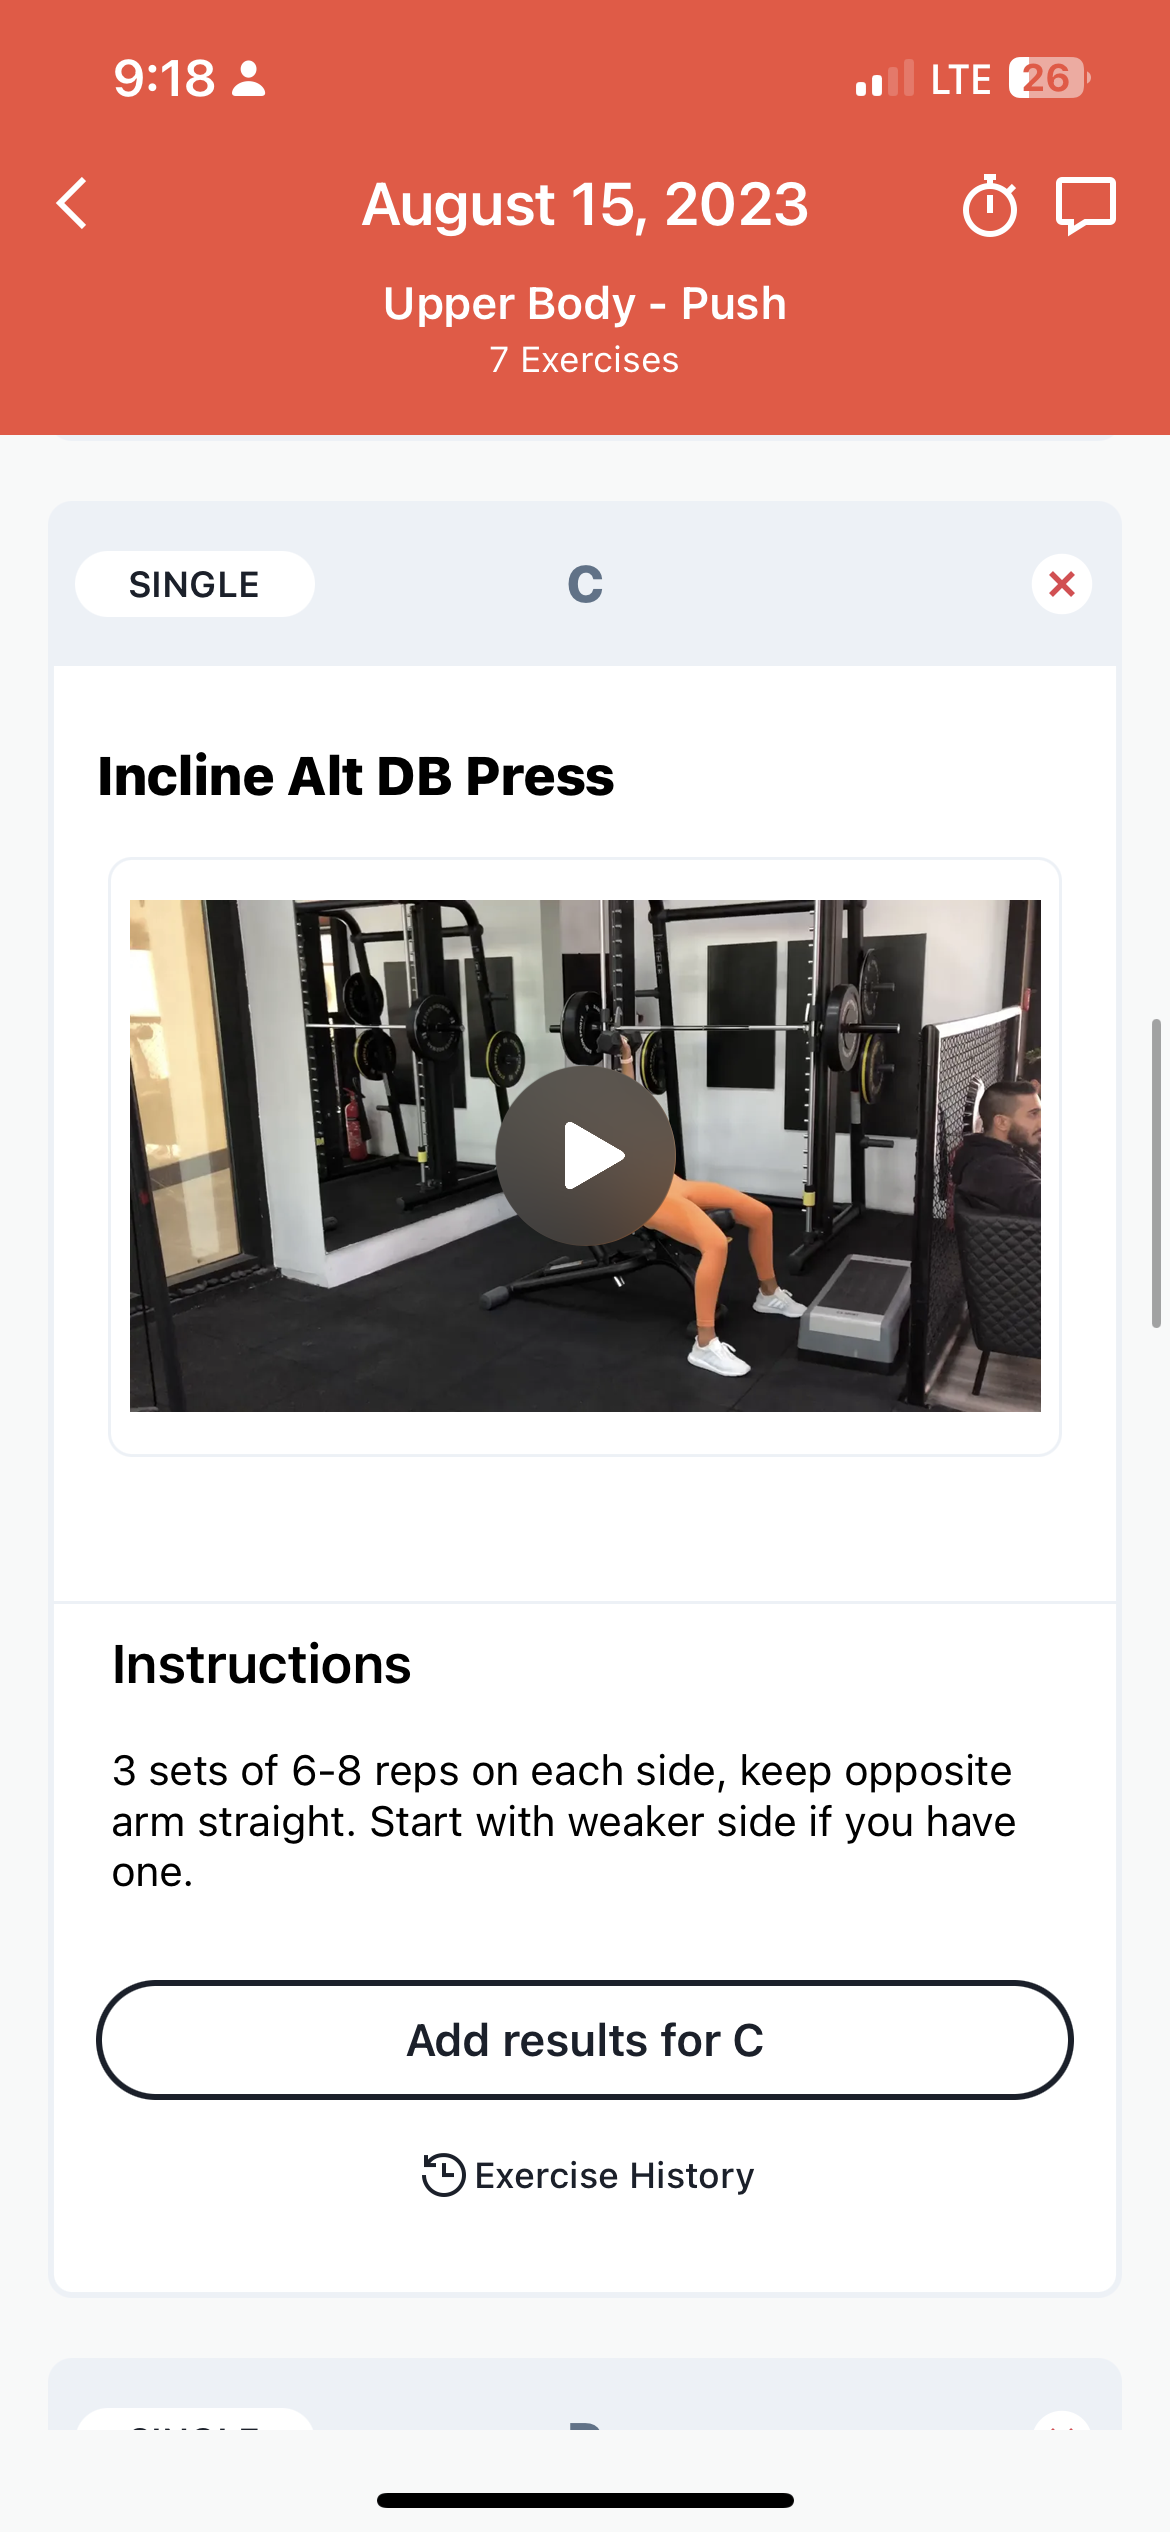 9:18
LTE 26
August 15, 2023
Upper Body - Push
7 Exercises
SINGLE
C
Incline Alt DB Press
Instructions
3 sets of 6-8 reps on each side, keep opposite
arm straight. Start with weaker side if you have
one.
Add results for C
Exercise History